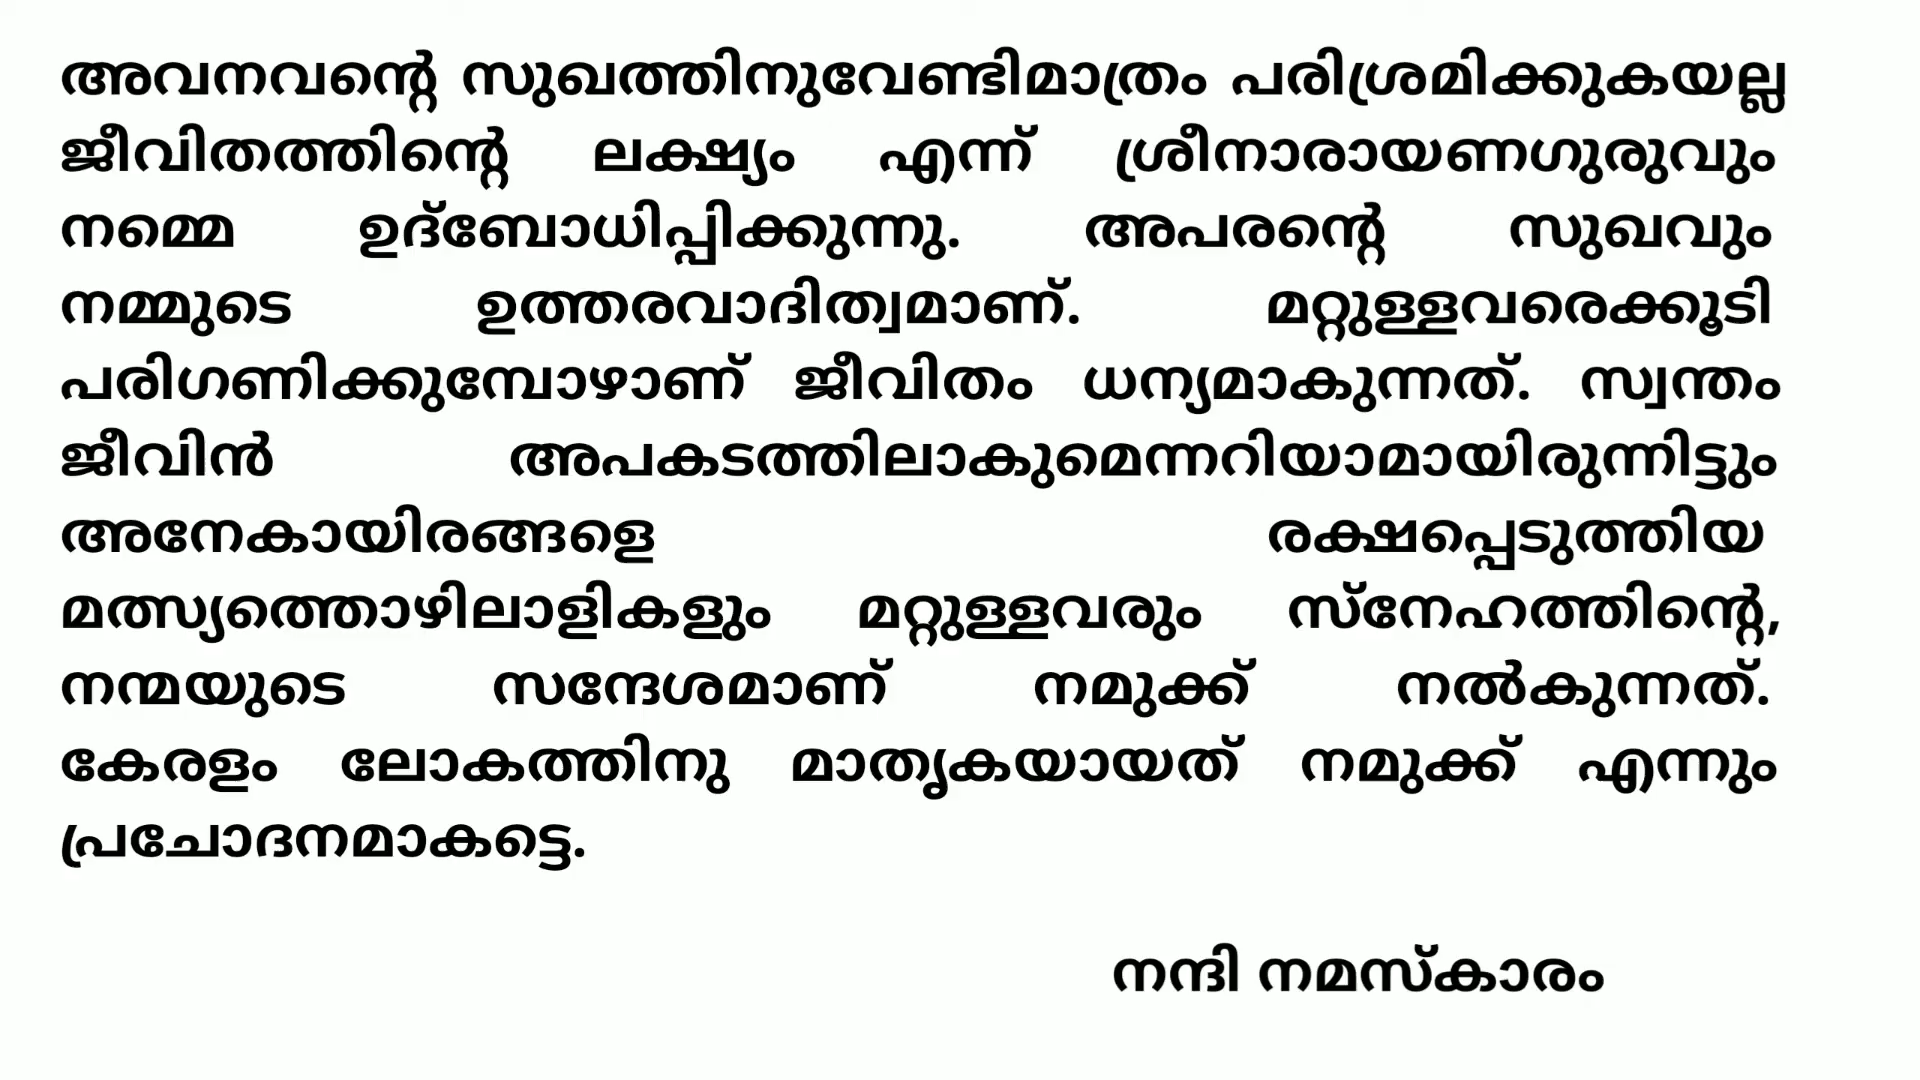 അവനവന്റെ സുഖത്തിനുവേണ്ടിമാത്രം പരിശ്രമിക്കുകയല്ല
ജീവിതത്തിന്റെ ലക്ഷ്യം എന്ന് ശ്രീനാരായണഗുരുവും
നമ്മെ ഉദ്ബോധിപ്പിക്കുന്നു. അപരന്റെ സുഖവും
നമ്മുടെ ഉത്തരവാദിത്വമാണ്. മറ്റുള്ളവരെക്കൂടി
പരിഗണിക്കുമ്പോഴാണ് ജീവിതം ധന്യമാകുന്നത്. സ്വന്തം
ജീവിൻ അപകടത്തിലാകുമെന്നറിയാമായിരുന്നിട്ടും
അനേകായിരങ്ങളെ രക്ഷപ്പെടുത്തിയ
മത്സ്യത്തൊഴിലാളികളും മറ്റുള്ളവരും സ്നേഹത്തിന്റെ,
നന്മയുടെ സന്ദേശമാണ് നമുക്ക് നൽകുന്നത്.
കേരളം ലോകത്തിനു മാതൃകയായത് നമുക്ക് എന്നും
പ്രചോദനമാകട്ടെ.
നന്ദി നമസ്കാരം